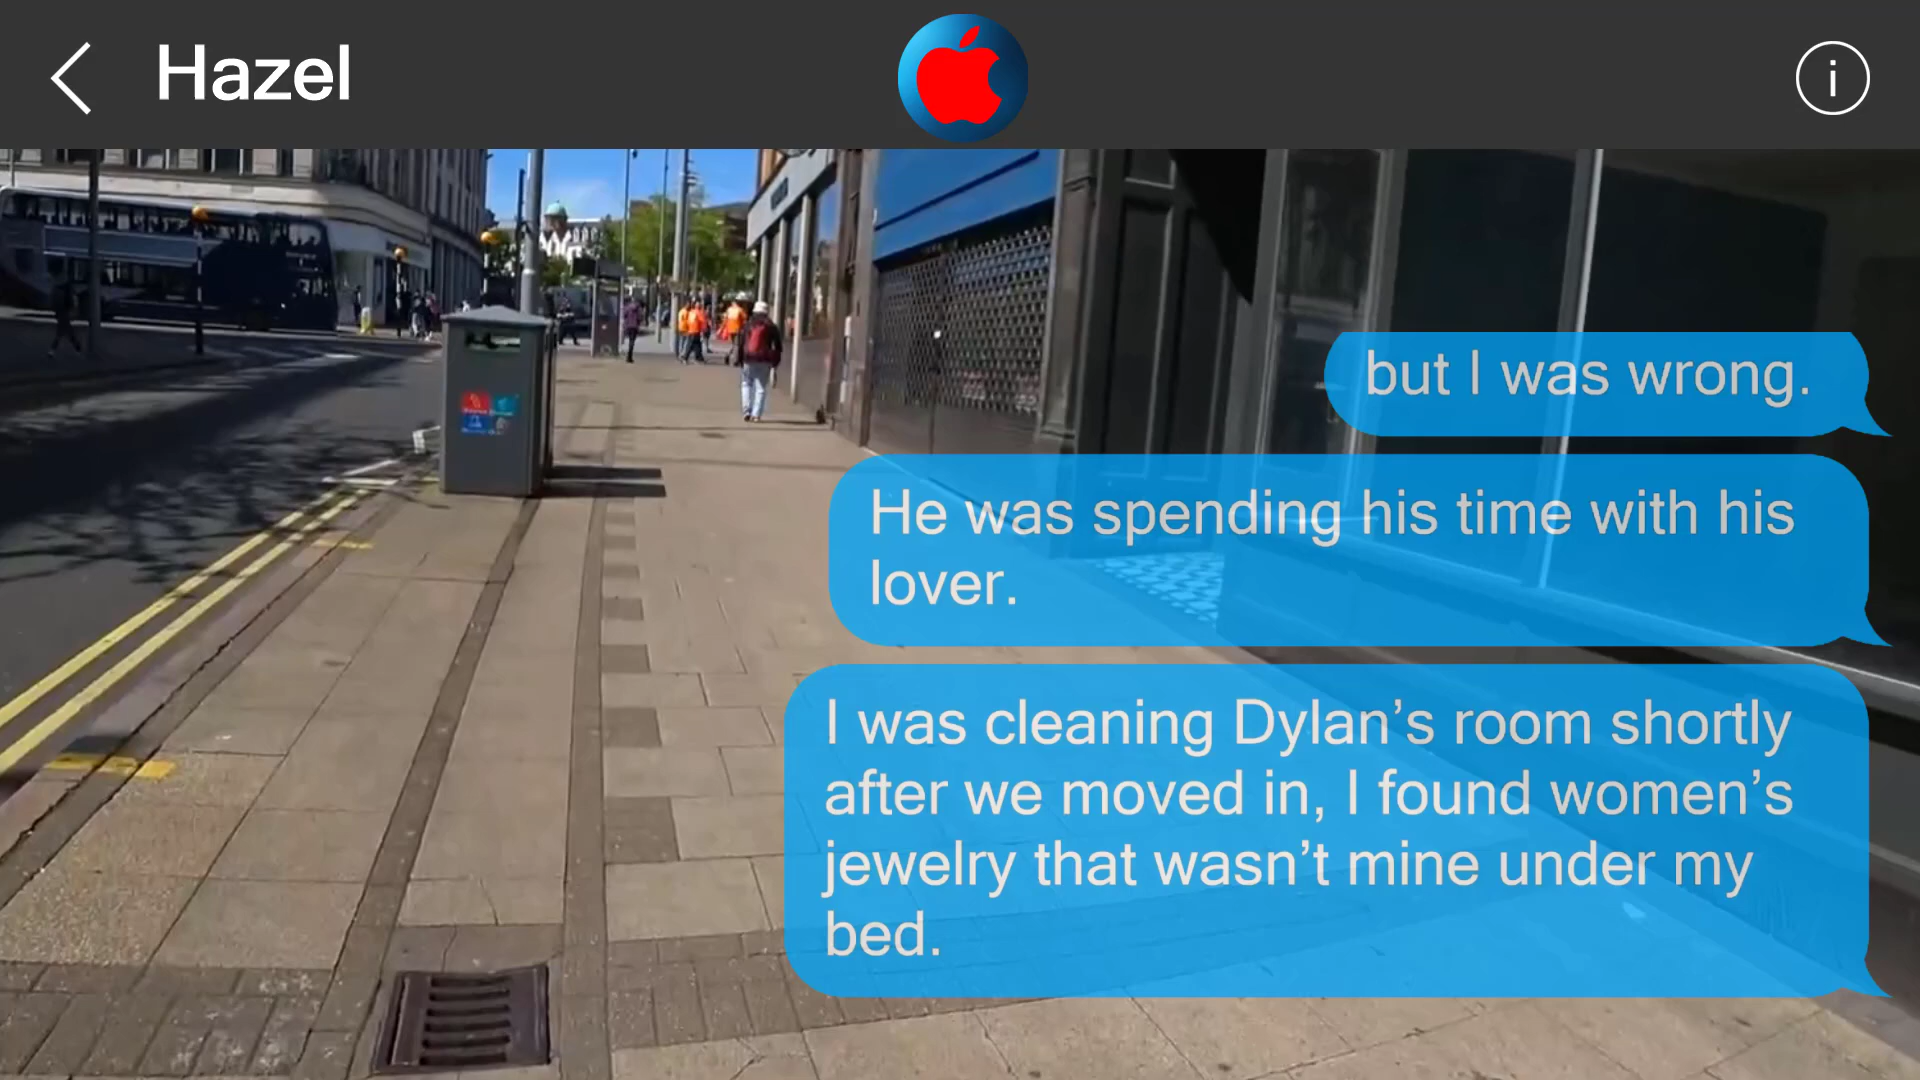 Hazel
but I was wrong.
He was spending his time with his
lover.
I was cleaning Dylan’s room shortly
after we moved in, I found women’s
jewelry that wasn’t mine under my
bed.